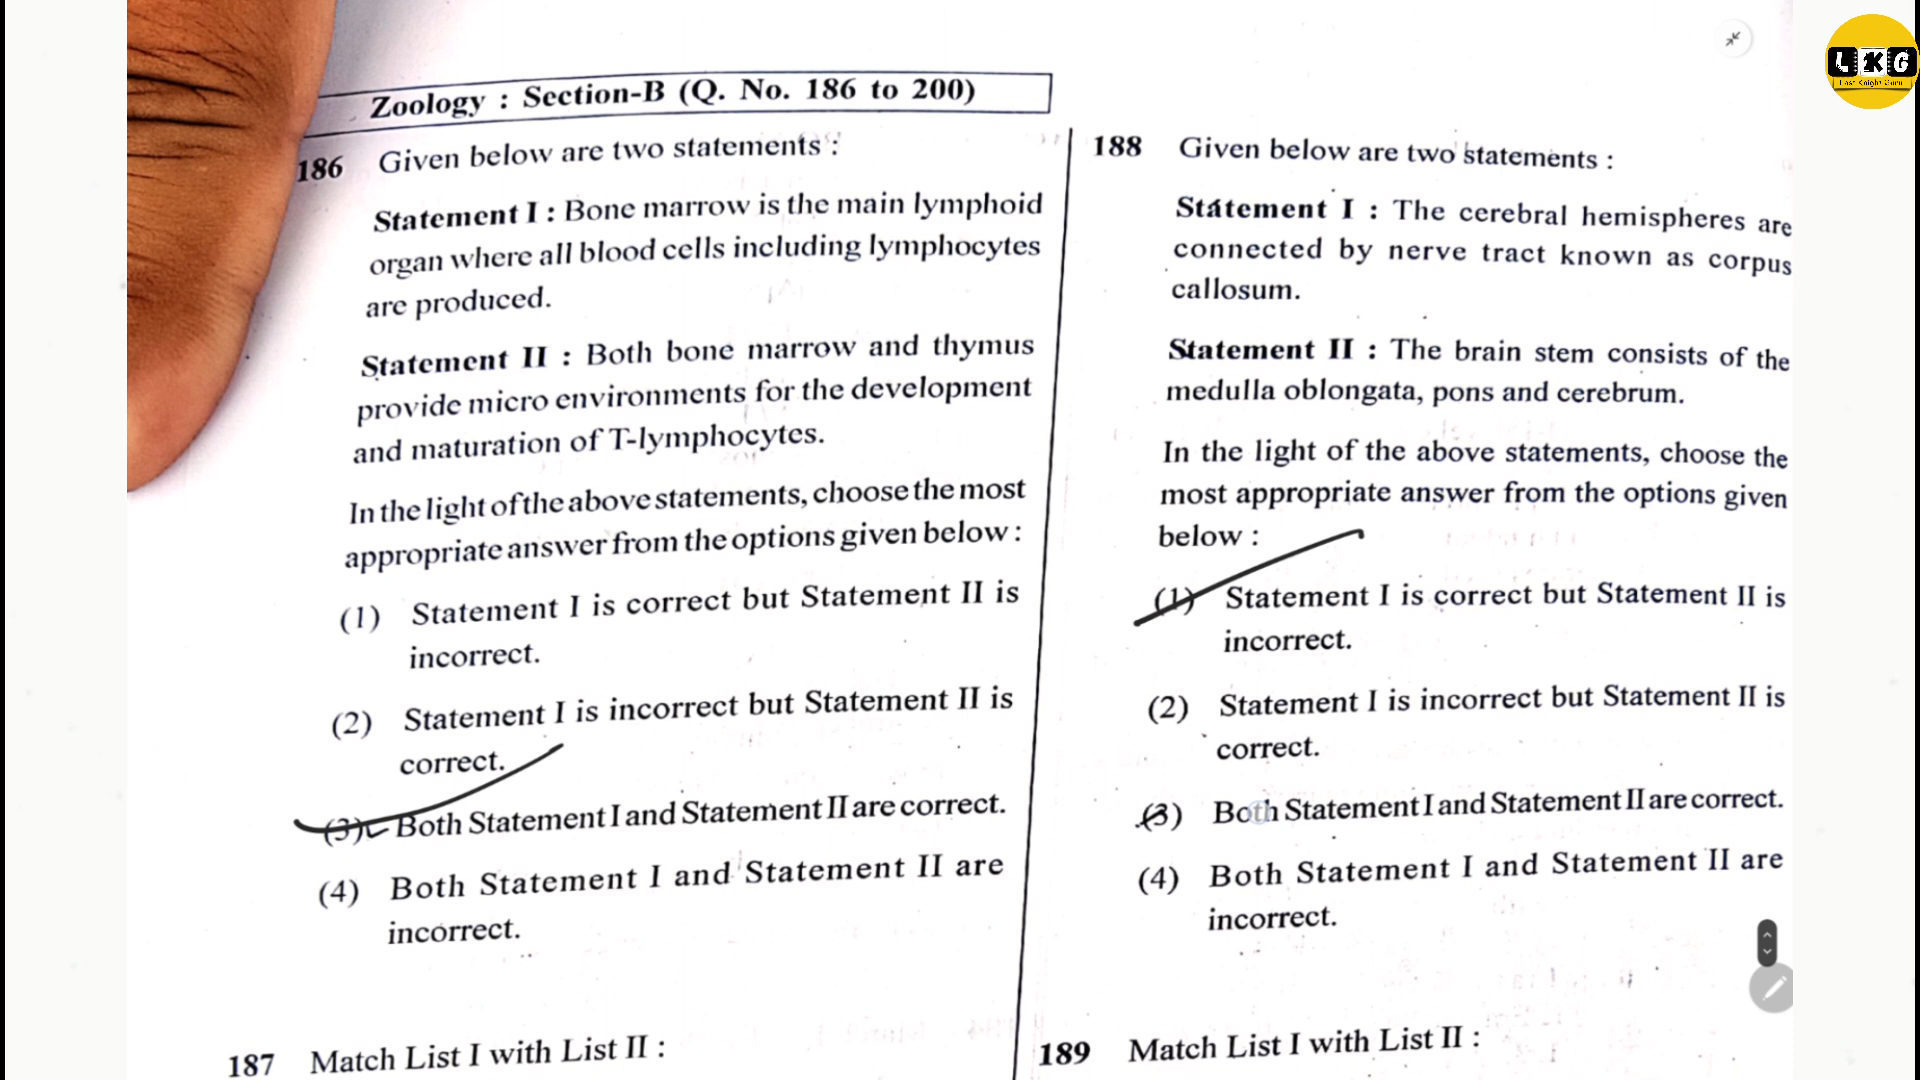 LKG
Last Knight Guru
Zoology : Section-B (Q. No. 186 to 200)
186 Given below are two statements :
Statement I : Bone marrow is the main lymphoid
organ where all blood cells including lymphocytes
are produced.
Statement II : Both bone marrow and thymus
provide micro environments for the development
and maturation of T-lymphocytes.
In the light of the above statements, choose the most
appropriate answer from the options given below :
(1) Statement I is correct but Statement II is
incorrect.
(2) Statement I is incorrect but Statement II is
correct.
(3) Both Statement I and Statement II are correct.
(4) Both Statement I and Statement II are
incorrect.
187 Match List I with List II :
188 Given below are two statements :
Statement I : The cerebral hemispheres are
connected by nerve tract known as corpus
callosum.
Statement II : The brain stem consists of the
medulla oblongata, pons and cerebrum.
In the light of the above statements, choose the
most appropriate answer from the options given
below :
(1) Statement I is correct but Statement II is
incorrect.
(2) Statement I is incorrect but Statement II is
correct.
(3) Both Statement I and Statement II are correct.
(4) Both Statement I and Statement II are
incorrect.
189 Match List I with List II :